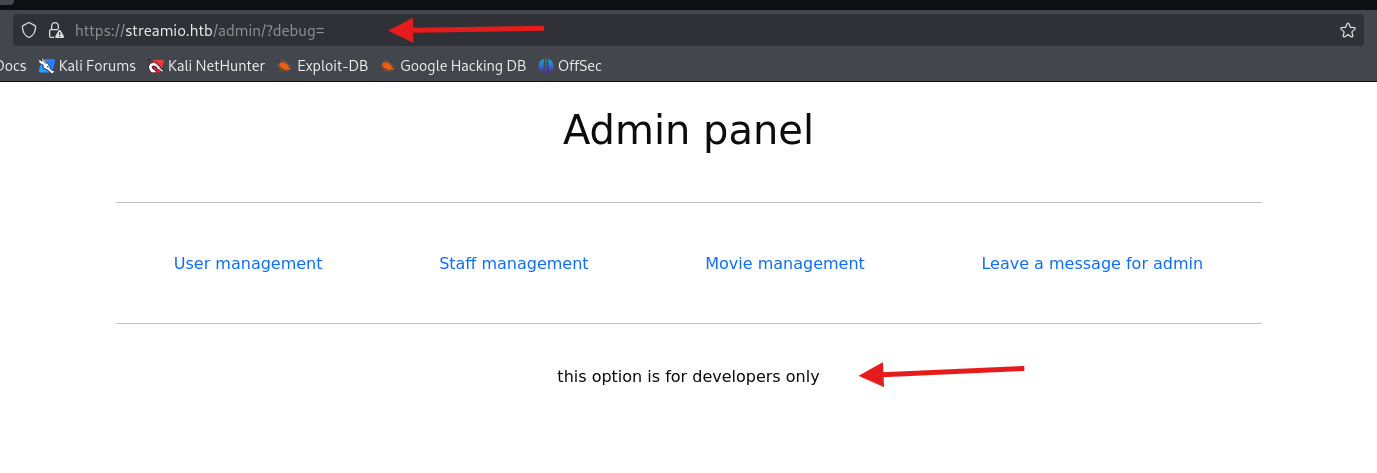 https://streamio.htb/admin/?debug=
Docs Kali Forums Kali NetHunter Exploit-DB Google Hacking DB OffSec
Admin panel
User management Staff management Movie management Leave a message for admin
this option is for developers only